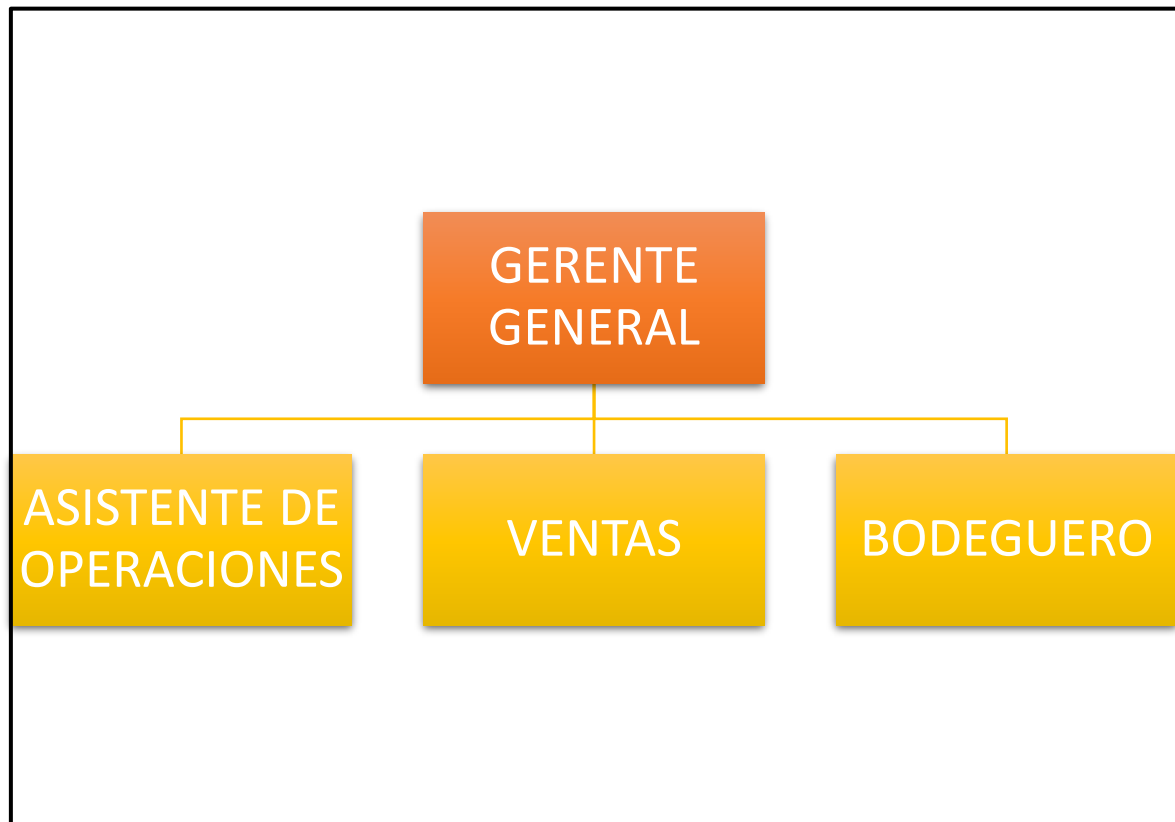 GERENTE
GENERAL
ASISTENTE DE
OPERACIONES
VENTAS
BODEGUERO